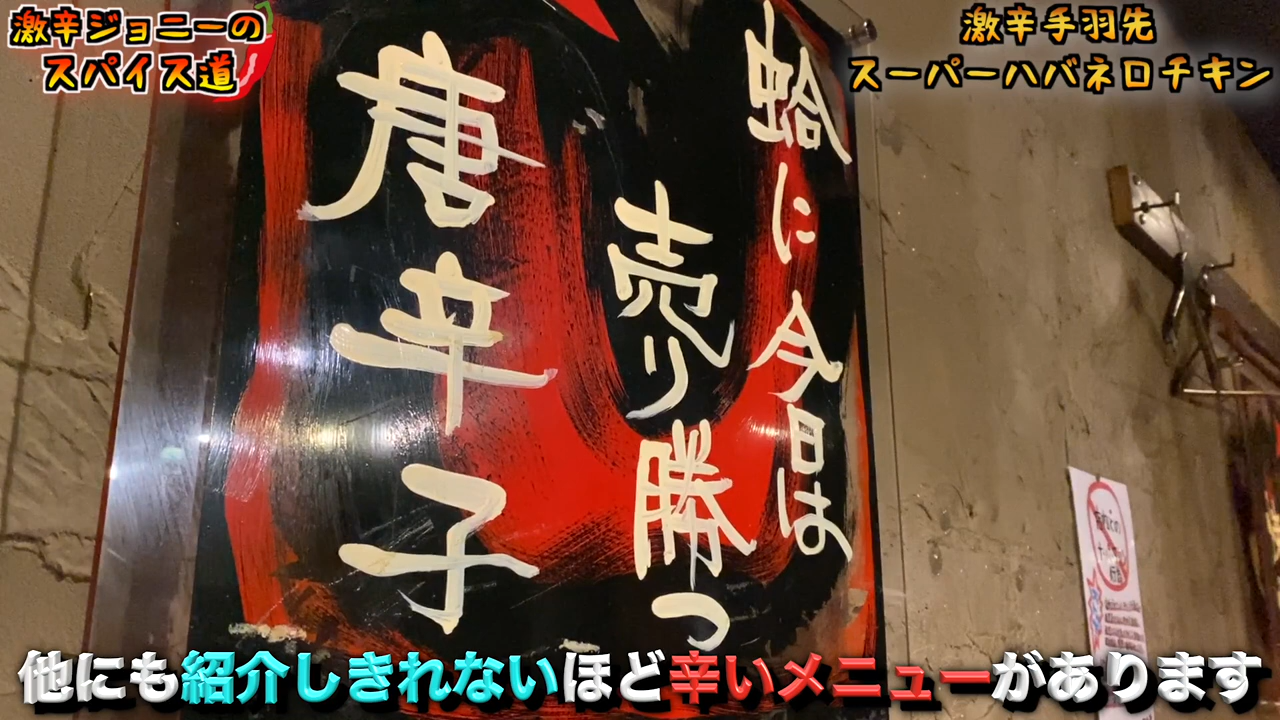 激辛ジョニーの
スパイス道
激辛手羽先
スーパーハバネロチキン
蛤に今日は
売り勝つ
唐辛子
他にも紹介しきれないほど辛いメニューがあります